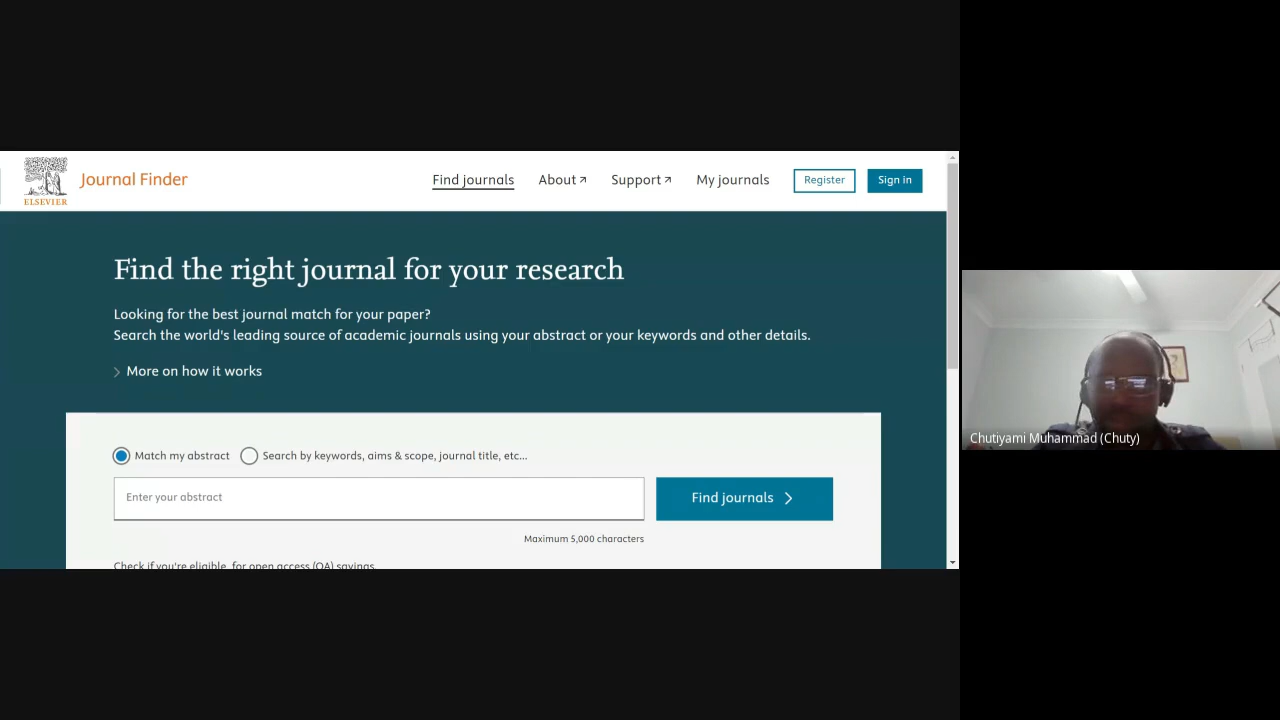 ELSEVIER
Journal Finder
Find journals
About
Support
My journals
Register
Sign in
Find the right journal for your research
Looking for the best journal match for your paper?
Search the world's leading source of academic journals using your abstract or your keywords and other details.
More on how it works
Match my abstract
Search by keywords, aims & scope, journal title, etc...
Enter your abstract
Find journals
Maximum 5,000 characters
Check if you're eligible for open access (OA) savings.
Chutiyami Muhammad (Chuty)